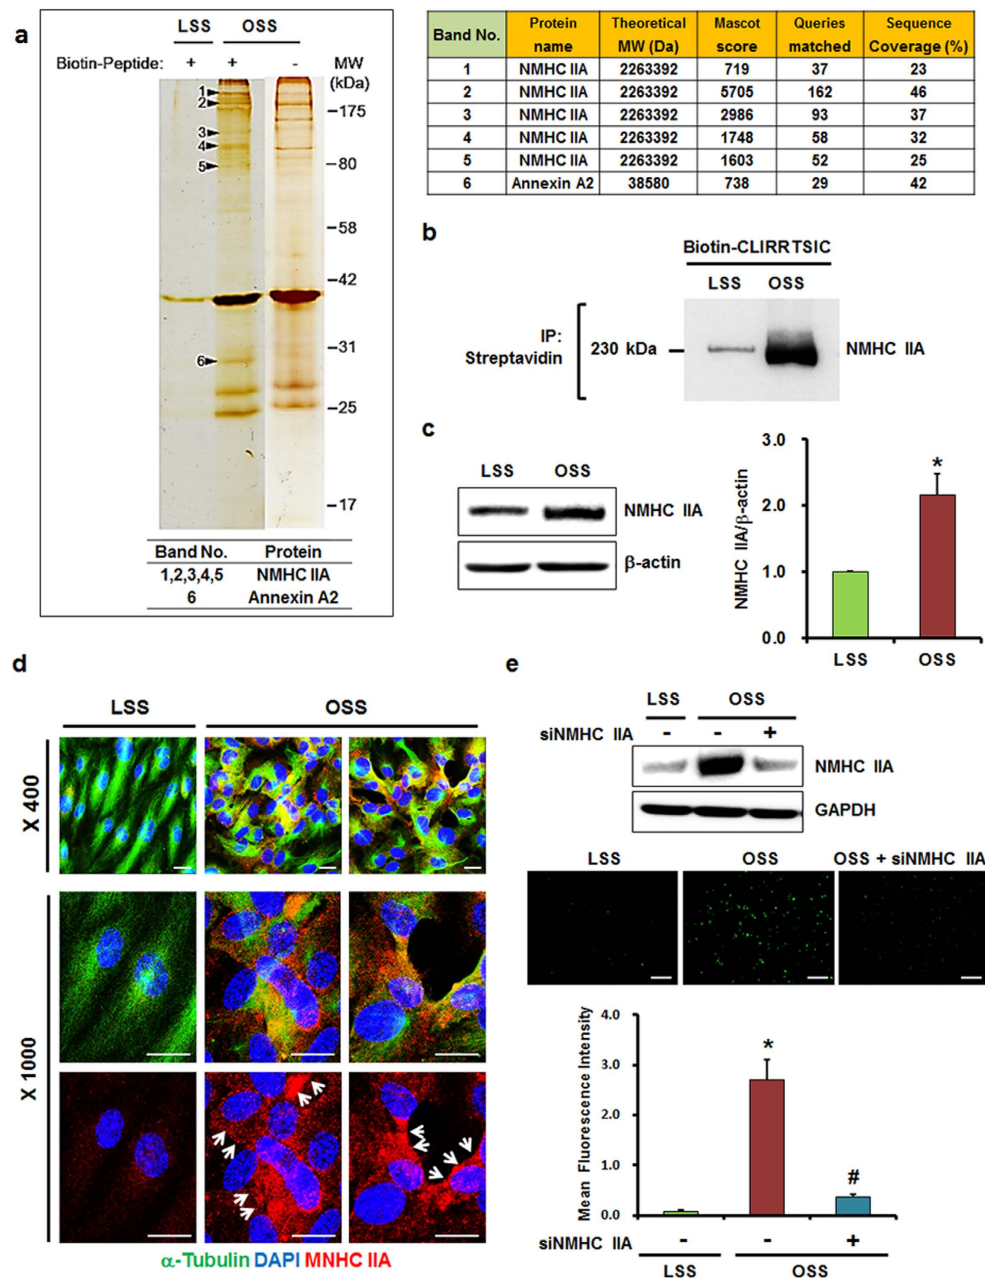 a
LSS OSS
Biotin-Peptide: + + - MW
(kDa)
1
2
3
4
5
6
–175
–80
–58
–42
–31
–25
–17
Band No. Protein
1,2,3,4,5 NMHC IIA
6 Annexin A2
Band No. Protein name Theoretical MW (Da) Mascot score Queries matched Sequence Coverage (%)
1 NMHC IIA 2263392 719 37 23
2 NMHC IIA 2263392 5705 162 46
3 NMHC IIA 2263392 2986 93 37
4 NMHC IIA 2263392 1748 58 32
5 NMHC IIA 2263392 1603 52 25
6 Annexin A2 38580 738 29 42
b
Biotin-CLIRRTSIC
LSS OSS
IP:
Streptavidin
230 kDa
NMHC IIA
c
LSS OSS
NMHC IIA
β-actin
NMHC IIA/β-actin
3.0
2.0
1.0
0.0
*
LSS OSS
d
LSS OSS
X 400
X 1000
α-Tubulin DAPI MNHC IIA
e
LSS OSS
siNMHC IIA - - +
NMHC IIA
GAPDH
LSS OSS OSS + siNMHC IIA
Mean Fluorescence Intensity
4.0
3.0
2.0
1.0
0.0
*
#
siNMHC IIA - - +
LSS OSS